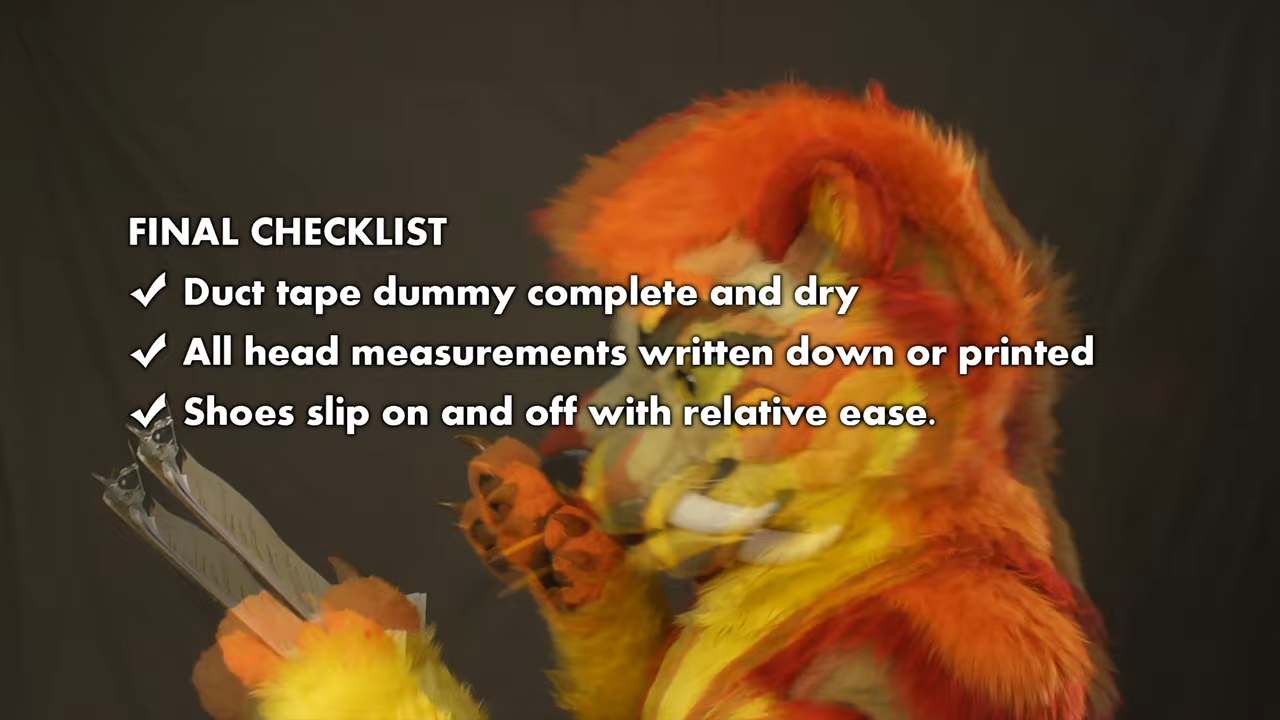 FINAL CHECKLIST
✓ Duct tape dummy complete and dry
✓ All head measurements written down or printed
✓ Shoes slip on and off with relative ease.